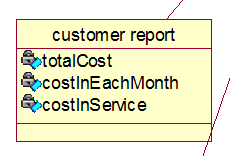 customer report
totalCost
costInEachMonth
costInService